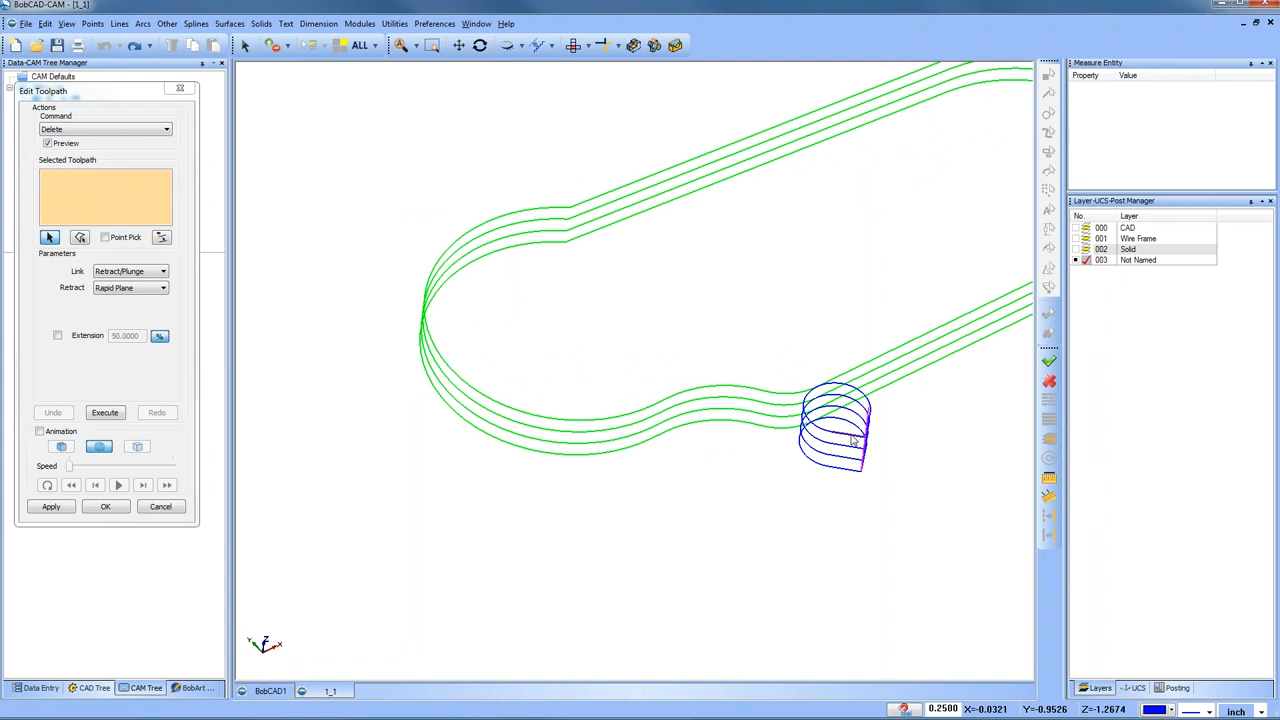 BobCAD-CAM - [1_1]
File Edit View Points Lines Arcs Other Splines Surfaces Solids Text Dimension Modules Utilities Preferences Window Help
ALL
Data-CAM Tree Manager
CAM Defaults
Edit Toolpath
Actions
Command
Delete
Preview
Selected Toolpath
Point Pick
Parameters
Link Retract/Plunge
Retract Rapid Plane
Extension 50.0000 %
Undo Execute Redo
Animation
Speed
Apply OK Cancel
Data Entry CAD Tree CAM Tree BobArt ...
Y Z X
BobCAD1 1_1
Measure Entity
Property Value
Layer-UCS-Post Manager
No. Layer
000 CAD
001 Wire Frame
002 Solid
003 Not Named
Layers UCS Posting
0.2500 X=-0.0321 Y=-0.9526 Z=-1.2674 inch